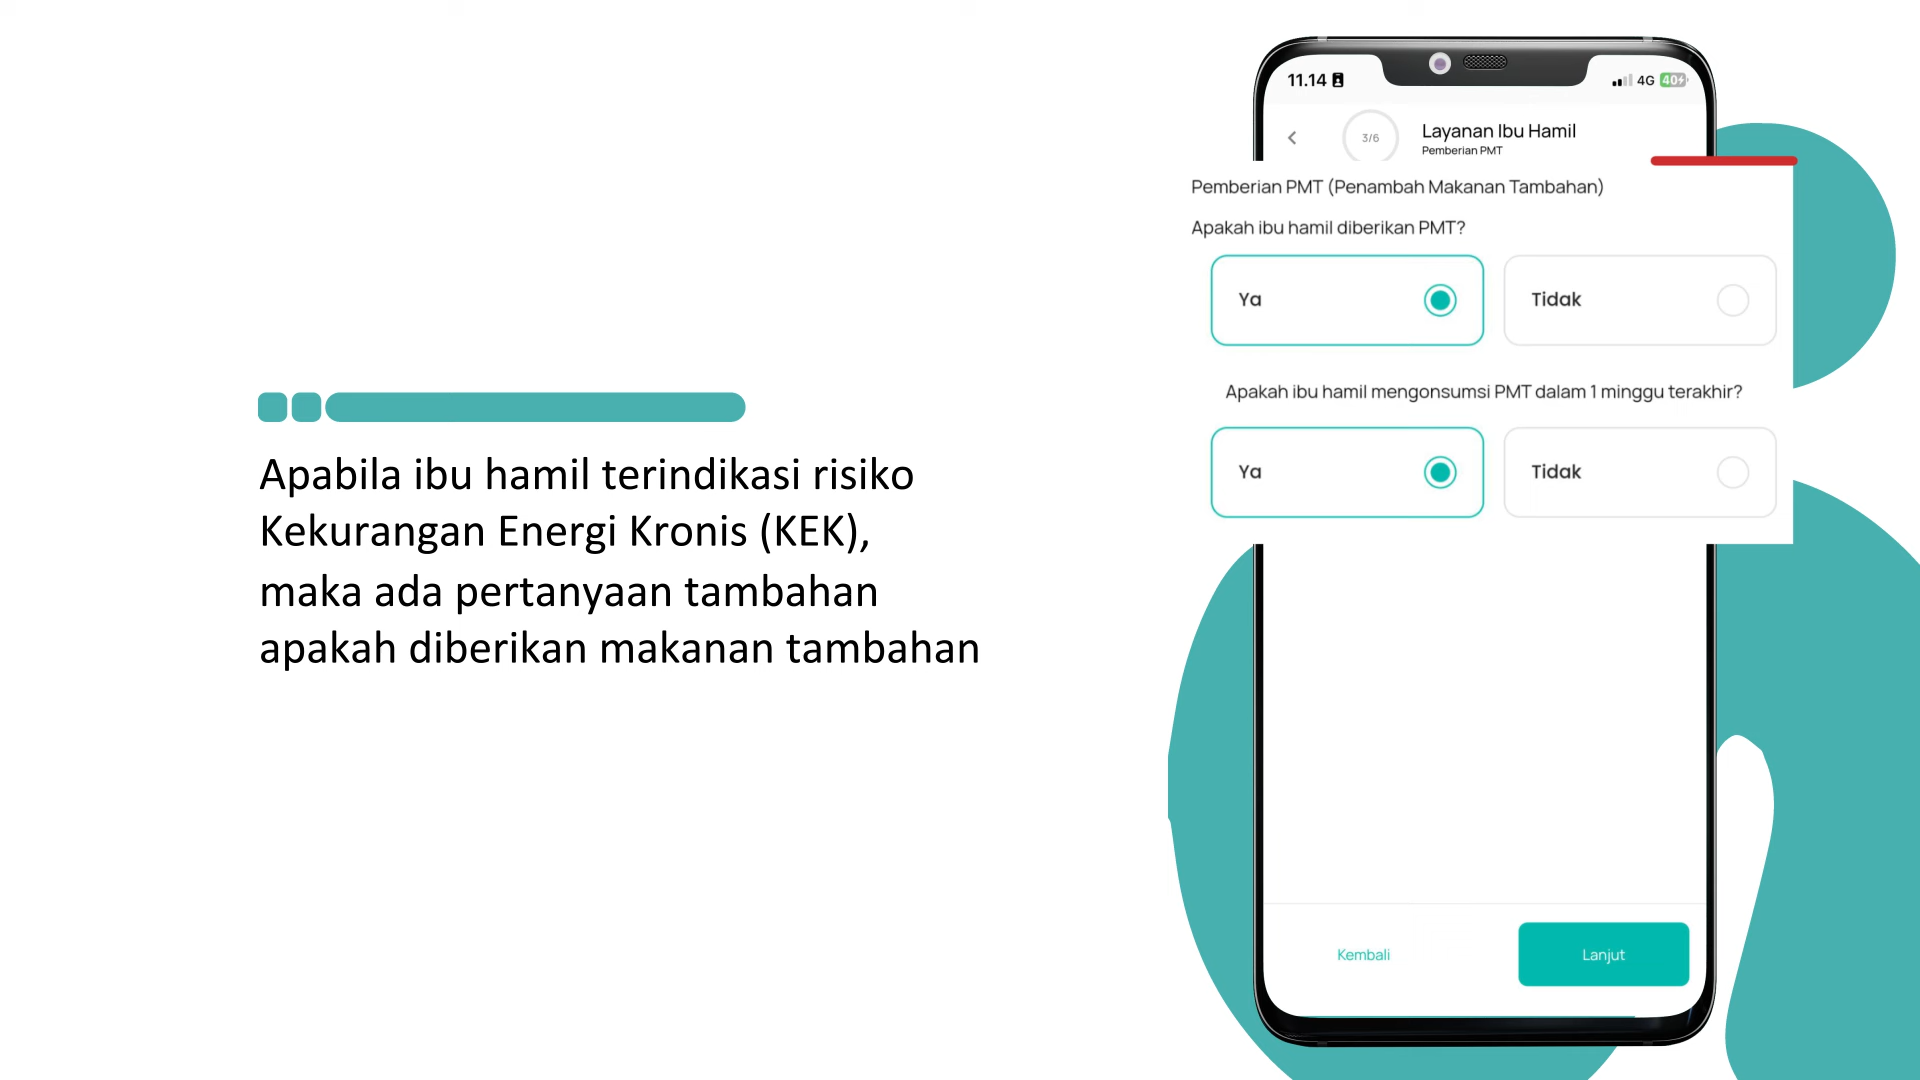 Apabila ibu hamil terindikasi risiko
Kekurangan Energi Kronis (KEK),
maka ada pertanyaan tambahan
apakah diberikan makanan tambahan
11.14
4G 40
3/6
Layanan Ibu Hamil
Pemberian PMT
Pemberian PMT (Penambah Makanan Tambahan)
Apakah ibu hamil diberikan PMT?
Ya
Tidak
Apakah ibu hamil mengonsumsi PMT dalam 1 minggu terakhir?
Ya
Tidak
Kembali
Lanjut